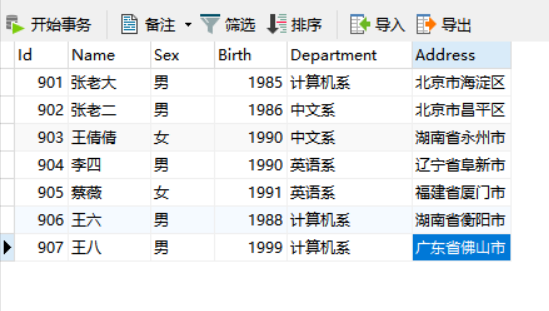 开始事务 备注 筛选 排序 导入 导出
Id Name Sex Birth Department Address
901 张老大 男 1985 计算机系 北京市海淀区
902 张老二 男 1986 中文系 北京市昌平区
903 王倩倩 女 1990 中文系 湖南省永州市
904 李四 男 1990 英语系 辽宁省阜新市
905 蔡薇 女 1991 英语系 福建省厦门市
906 王六 男 1988 计算机系 湖南省衡阳市
907 王八 男 1999 计算机系 广东省佛山市